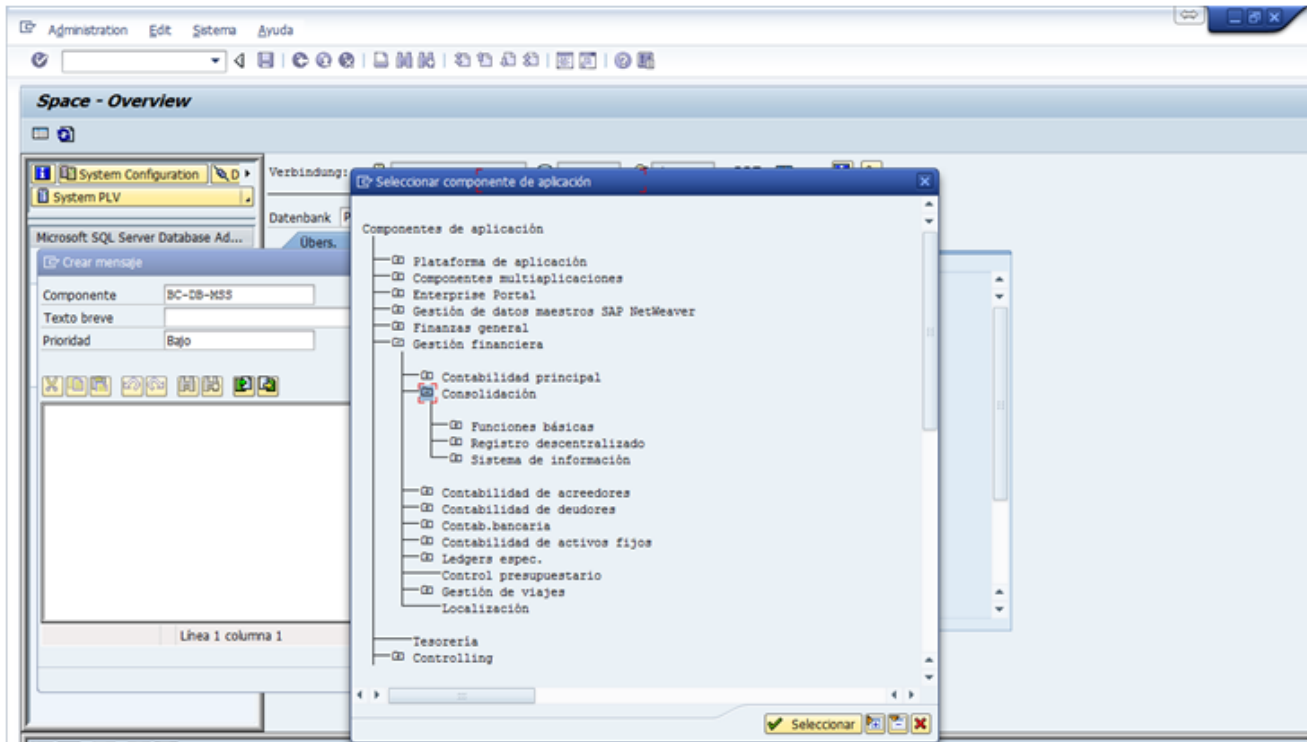 Administration Edit Sistema Ayuda
Space - Overview
System Configuration D
System PLV
Verbindung:
Datenbank P
Microsoft SQL Server Database Ad...
Übers.
Crear mensaje
Componente BC-DB-MSS
Texto breve
Prioridad Bajo
Línea 1 columna 1
Seleccionar componente de aplicación
Componentes de aplicación
Plataforma de aplicación
Componentes multiaplicaciones
Enterprise Portal
Gestión de datos maestros SAP NetWeaver
Finanzas general
Gestión financiera
Contabilidad principal
Consolidación
Funciones básicas
Registro descentralizado
Sistema de información
Contabilidad de acreedores
Contabilidad de deudores
Contab.bancaria
Contabilidad de activos fijos
Ledgers espec.
Control presupuestario
Gestión de viajes
Localización
Tesorería
Controlling
Seleccionar